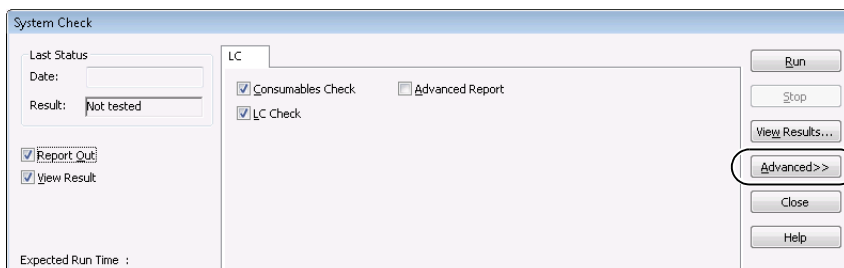 System Check
Last Status
Date:
Result: Not tested
Report Out
View Result
Expected Run Time :
LC
Consumables Check
Advanced Report
LC Check
Run
Stop
View Results...
Advanced>>
Close
Help